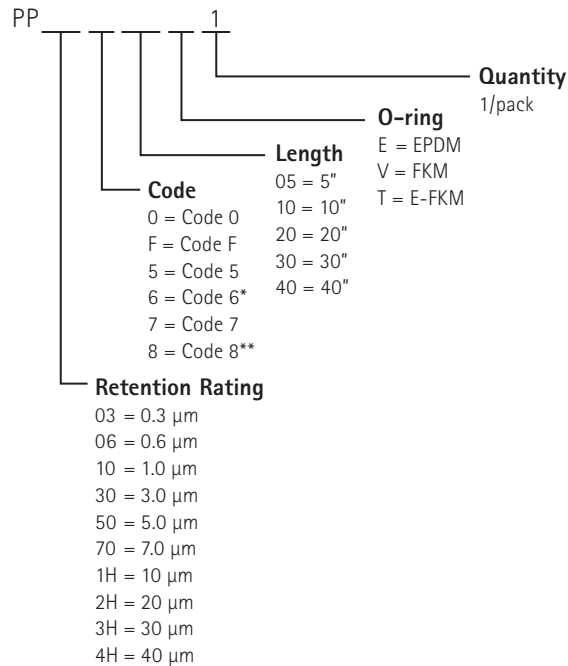 PP 1
Quantity
1/pack
O-ring
E = EPDM
V = FKM
T = E-FKM
Length
05 = 5"
10 = 10"
20 = 20"
30 = 30"
40 = 40"
Code
0 = Code 0
F = Code F
5 = Code 5
6 = Code 6*
7 = Code 7
8 = Code 8**
Retention Rating
03 = 0.3 µm
06 = 0.6 µm
10 = 1.0 µm
30 = 3.0 µm
50 = 5.0 µm
70 = 7.0 µm
1H = 10 µm
2H = 20 µm
3H = 30 µm
4H = 40 µm